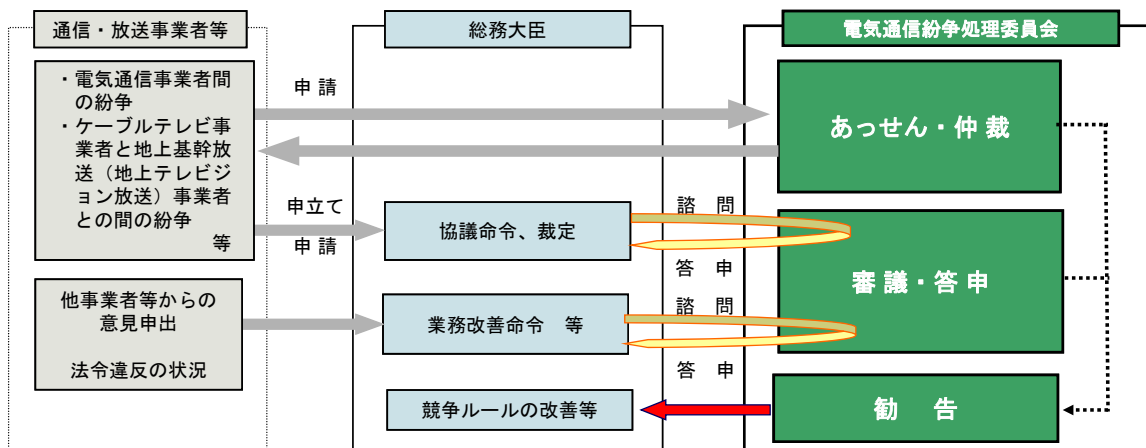 通信・放送事業者等
総務大臣
電気通信紛争処理委員会
・電気通信事業者間
の紛争
・ケーブルテレビ事
業者と地上基幹放
送（地上テレビジ
ョン放送）事業者
との間の紛争
等
申 請
あっせん・仲 裁
申立て
申請
協議命令、裁定
諮 問
答 申
審 議・答 申
他事業者等からの
意見申出
法令違反の状況
業務改善命令 等
諮 問
答 申
競争ルールの改善等
勧 告